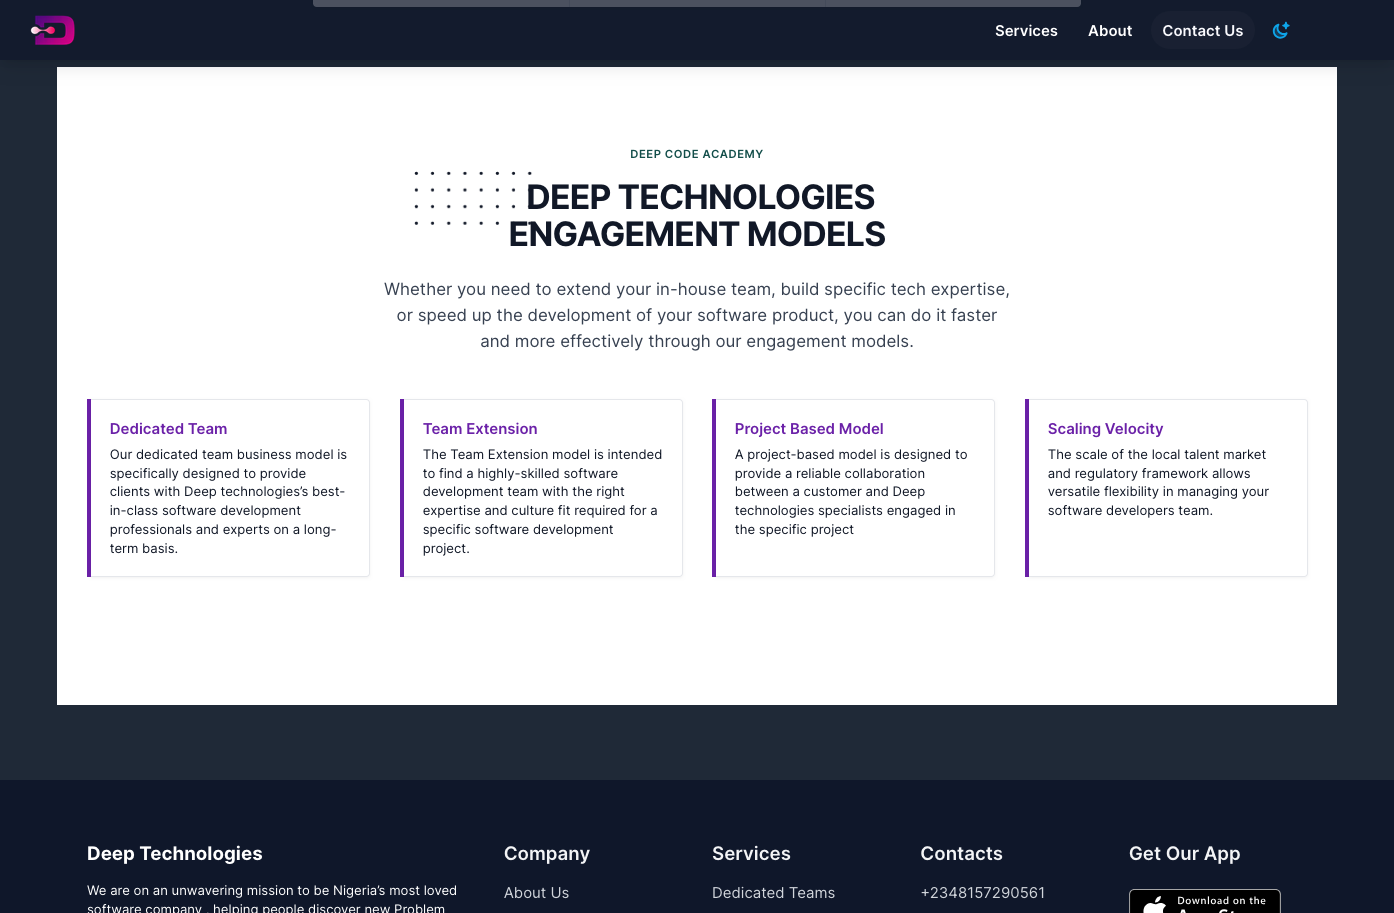 Services About Contact Us
DEEP CODE ACADEMY
DEEP TECHNOLOGIES
ENGAGEMENT MODELS
Whether you need to extend your in-house team, build specific tech expertise,
or speed up the development of your software product, you can do it faster
and more effectively through our engagement models.
Dedicated Team
Our dedicated team business model is
specifically designed to provide
clients with Deep technologies’s best-
in-class software development
professionals and experts on a long-
term basis.
Team Extension
The Team Extension model is intended
to find a highly-skilled software
development team with the right
expertise and culture fit required for a
specific software development
project.
Project Based Model
A project-based model is designed to
provide a reliable collaboration
between a customer and Deep
technologies specialists engaged in
the specific project
Scaling Velocity
The scale of the local talent market
and regulatory framework allows
versatile flexibility in managing your
software developers team.
Deep Technologies
We are on an unwavering mission to be Nigeria’s most loved
software company , helping people discover new Problem
Company
About Us
Services
Dedicated Teams
Contacts
+2348157290561
Get Our App
Download on the